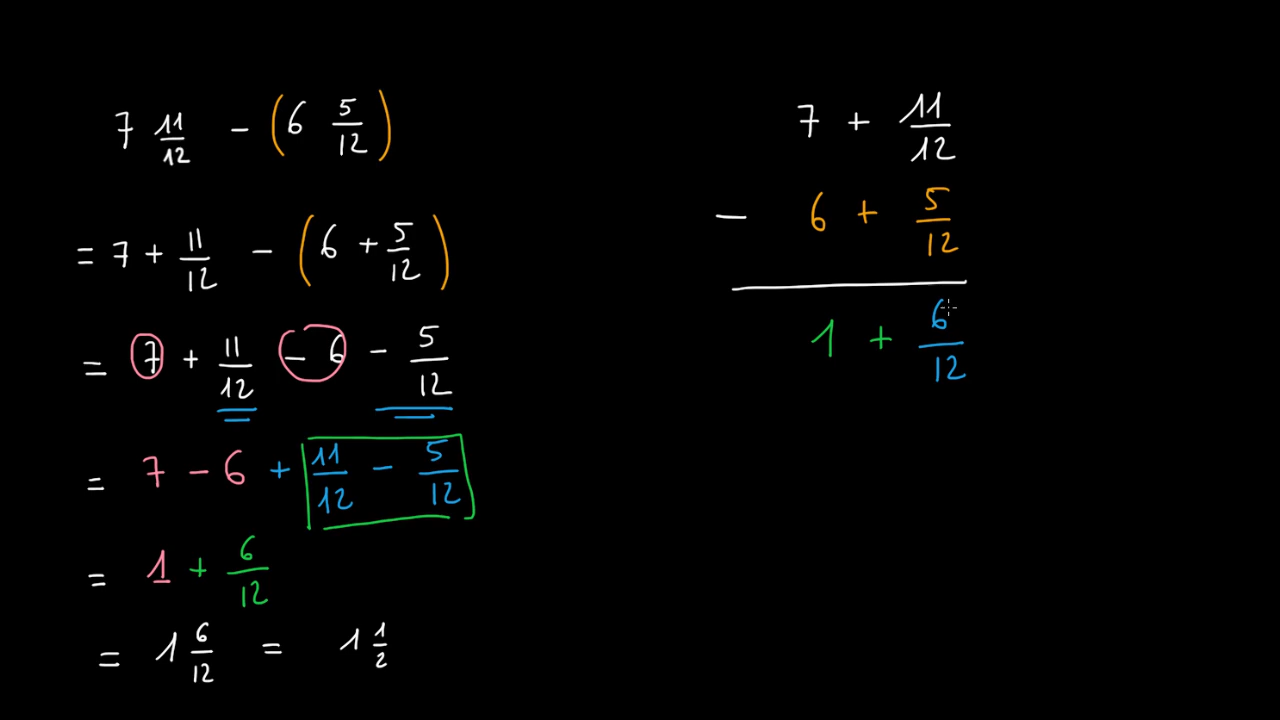 7 11/12 - (6 5/12)
= 7 + 11/12 - (6 + 5/12)
= 7 + 11/12 - 6 - 5/12
= 7 - 6 + 11/12 - 5/12
= 1 + 6/12
= 1 6/12 = 1 1/2
7 + 11/12
- 6 + 5/12
1 + 6/12